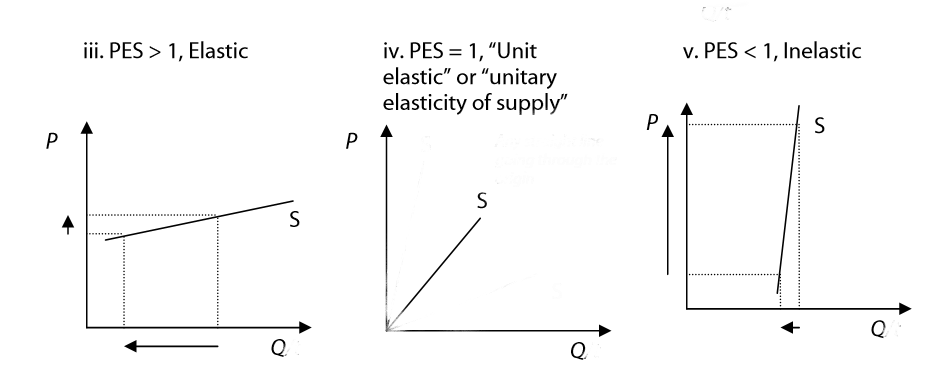 iii. PES > 1, Elastic
P
S
Q
iv. PES = 1, “Unit
elastic” or “unitary
elasticity of supply”
P
S
Q
v. PES < 1, Inelastic
P
S
Q